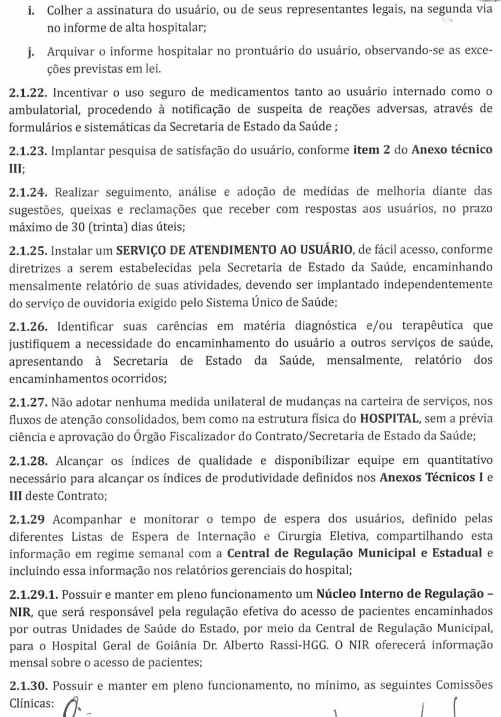 i. Colher a assinatura do usuário, ou de seus representantes legais, na segunda via
no informe de alta hospitalar;
j. Arquivar o informe hospitalar no prontuário do usuário, observando-se as exce-
ções previstas em lei.
2.1.22. Incentivar o uso seguro de medicamentos tanto ao usuário internado como o
ambulatorial, procedendo à notificação de suspeita de reações adversas, através de
formulários e sistemáticas da Secretaria de Estado da Saúde ;
2.1.23. Implantar pesquisa de satisfação do usuário, conforme item 2 do Anexo técnico
III;
2.1.24. Realizar seguimento, análise e adoção de medidas de melhoria diante das
sugestões, queixas e reclamações que receber com respostas aos usuários, no prazo
máximo de 30 (trinta) dias úteis;
2.1.25. Instalar um SERVIÇO DE ATENDIMENTO AO USUÁRIO, de fácil acesso, conforme
diretrizes a serem estabelecidas pela Secretaria de Estado da Saúde, encaminhando
mensalmente relatório de suas atividades, devendo ser implantado independentemente
do serviço de ouvidoria exigido pelo Sistema Único de Saúde;
2.1.26. Identificar suas carências em matéria diagnóstica e/ou terapêutica que
justifiquem a necessidade do encaminhamento do usuário a outros serviços de saúde,
apresentando à Secretaria de Estado da Saúde, mensalmente, relatório dos
encaminhamentos ocorridos;
2.1.27. Não adotar nenhuma medida unilateral de mudanças na carteira de serviços, nos
fluxos de atenção consolidados, bem como na estrutura física do HOSPITAL, sem a prévia
ciência e aprovação do Órgão Fiscalizador do Contrato/Secretaria de Estado da Saúde;
2.1.28. Alcançar os índices de qualidade e disponibilizar equipe em quantitativo
necessário para alcançar os índices de produtividade definidos nos Anexos Técnicos I e
III deste Contrato;
2.1.29 Acompanhar e monitorar o tempo de espera dos usuários, definido pelas
diferentes Listas de Espera de Internação e Cirurgia Eletiva, compartilhando esta
informação em regime semanal com a Central de Regulação Municipal e Estadual e
incluindo essa informação nos relatórios gerenciais do hospital;
2.1.29.1. Possuir e manter em pleno funcionamento um Núcleo Interno de Regulação –
NIR, que será responsável pela regulação efetiva do acesso de pacientes encaminhados
por outras Unidades de Saúde do Estado, por meio da Central de Regulação Municipal,
para o Hospital Geral de Goiânia Dr. Alberto Rassi-HGG. O NIR oferecerá informação
mensal sobre o acesso de pacientes;
2.1.30. Possuir e manter em pleno funcionamento, no mínimo, as seguintes Comissões
Clínicas: